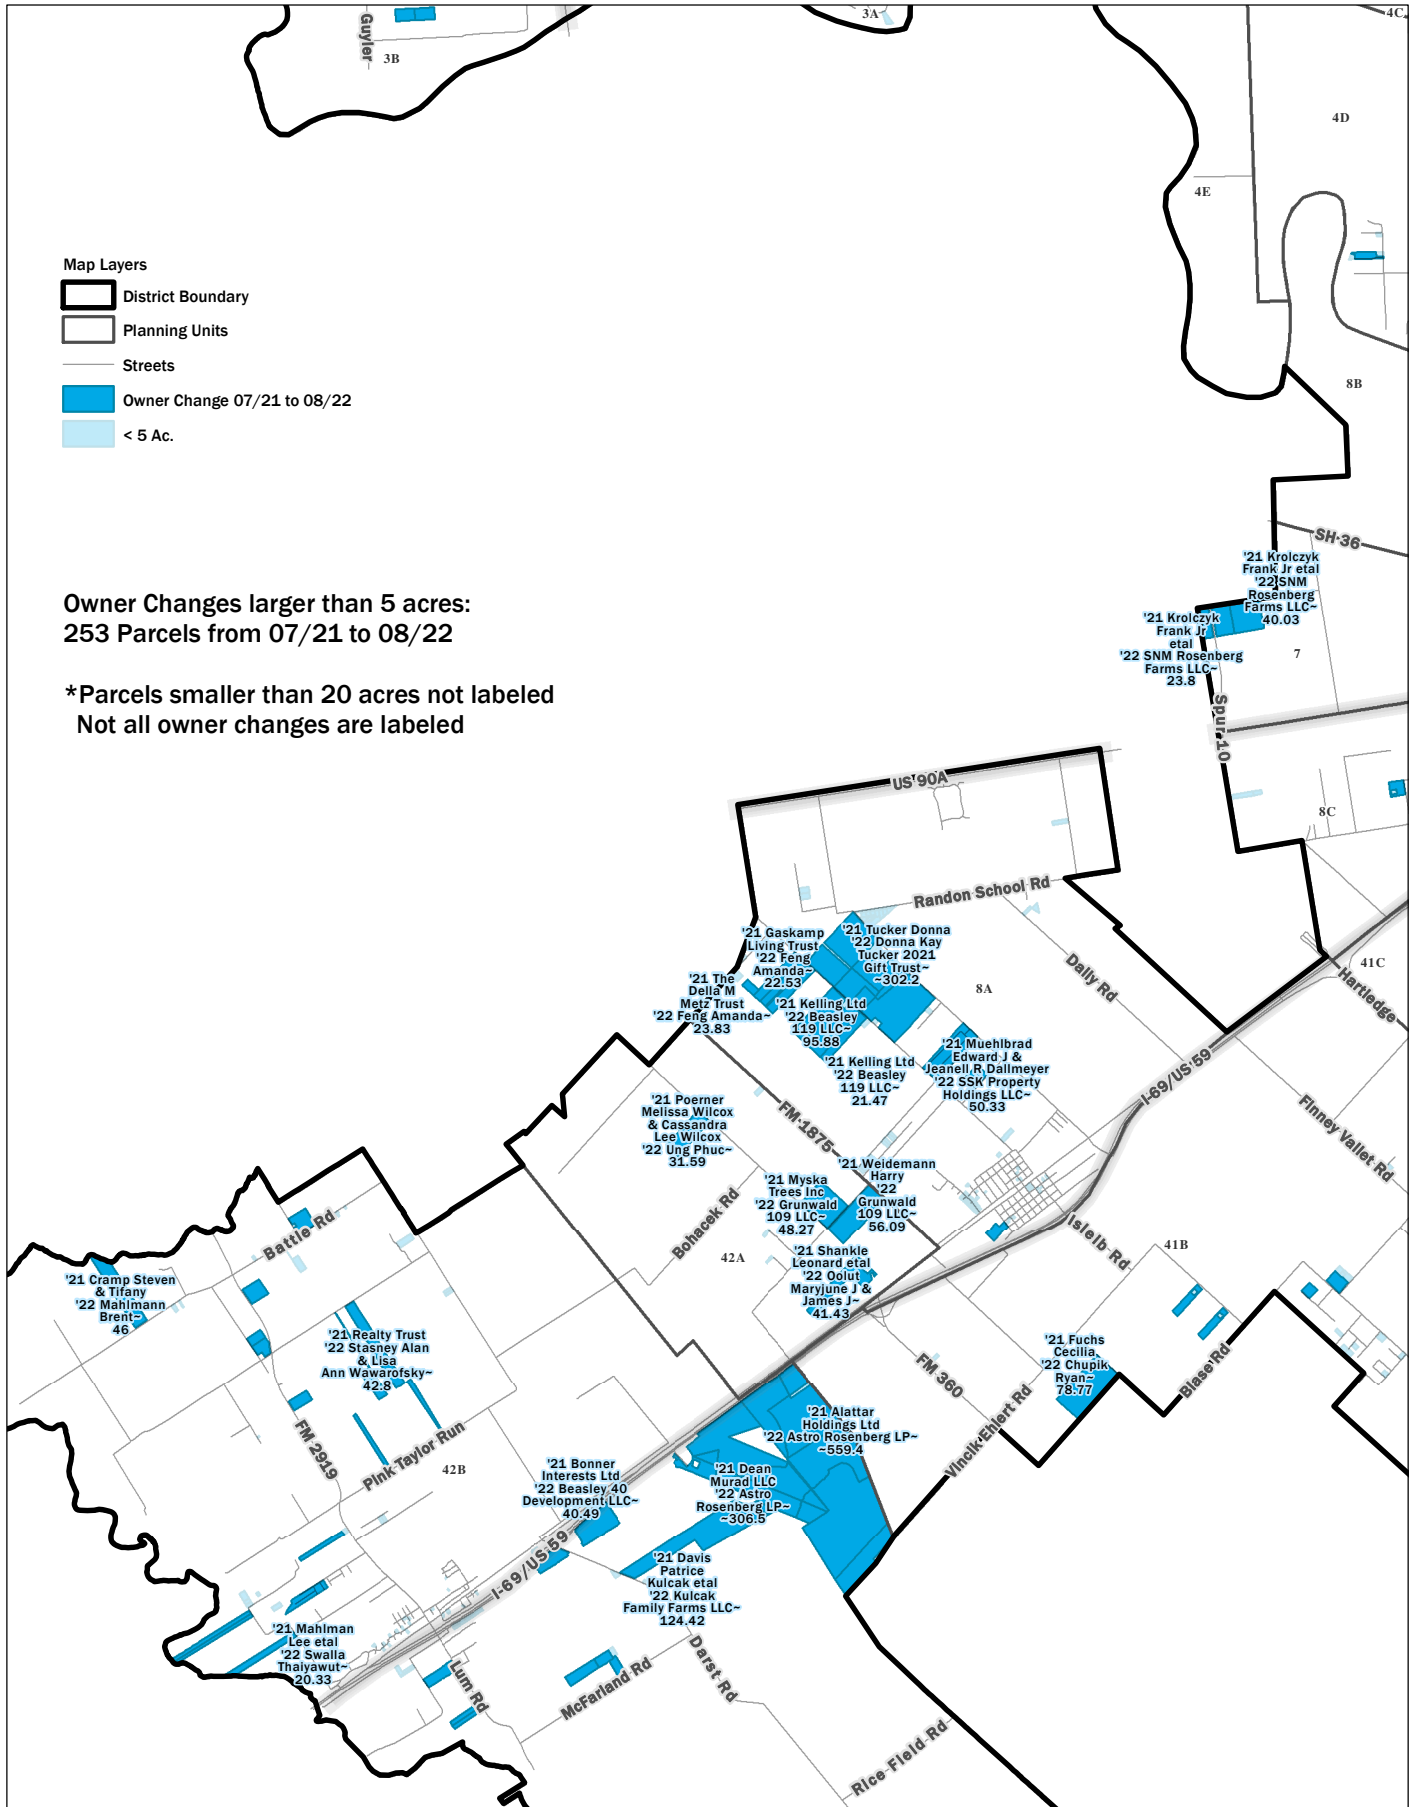 Guyler
3B
3A
4C
4D
4E
8B
Map Layers
District Boundary
Planning Units
Streets
Owner Change 07/21 to 08/22
< 5 Ac.
SH 36
'21 Krolczyk
Frank Jr etal
'22 SNM
Rosenberg
Farms LLC~
40.03
'21 Krolczyk
Frank Jr
etal
'22 SNM Rosenberg
Farms LLC~
23.8
7
Owner Changes larger than 5 acres:
253 Parcels from 07/21 to 08/22
*Parcels smaller than 20 acres not labeled
Not all owner changes are labeled
Spur 10
US 90A
8C
Randon School Rd
'21 Gaskamp
Living Trust
'22 Feng
Amanda~
22.53
'21 Tucker Donna
'22 Donna Kay
Tucker 2021
Gift Trust~
~302.2
Daily Rd
41C
Hartledge
8A
'21 The
Della M
Metz Trust
'22 Feng Amanda~
23.83
'21 Kelling Ltd
'22 Beasley
119 LLC~
95.88
'21 Kelling Ltd
'22 Beasley
119 LLC~
21.47
'21 Muehlbrad
Edward J &
Jeanell R Dallmeyer
'22 SSK Property
Holdings LLC~
50.33
I-69/US 59
Finney Vallet Rd
'21 Poerner
Melissa Wilcox
& Cassandra
Lee Wilcox
'22 Ung Phuc~
31.59
FM 1875
'21 Weidemann
Harry
'22
Grunwald
109 LLC~
56.09
'21 Myska
Trees Inc
'22 Grunwald
109 LLC~
48.27
Bohacek Rd
Isleib Rd
41B
42A
'21 Shankle
Leonard etal
'22 Oolut
Maryjune J &
James J~
41.43
Battle Rd
'21 Cramp Steven
& Tifany
'22 Mahlmann
Brent~
46
'21 Realty Trust
'22 Stasney Alan
& Lisa
Ann Wawarofsky~
42.8
'21 Fuchs
Cecilia
'22 Chupik
Ryan~
78.77
Blase Rd
FM 360
Vincik Ehlert Rd
'21 Alattar
Holdings Ltd
'22 Astro Rosenberg LP~
~559.4
FM 2919
Pink Taylor Run
42B
'21 Bonner
Interests Ltd
'22 Beasley 40
Development LLC~
40.49
'21 Dean
Murad LLC
'22 Astro
Rosenberg LP~
~306.5
I-69/US 59
'21 Davis
Patrice
Kulcak etal
'22 Kulcak
Family Farms LLC~
124.42
'21 Mahlman
Lee etal
'22 Swalla
Thaiyawut~
20.33
Lum Rd
McFarland Rd
Darst Rd
Rice Field Rd